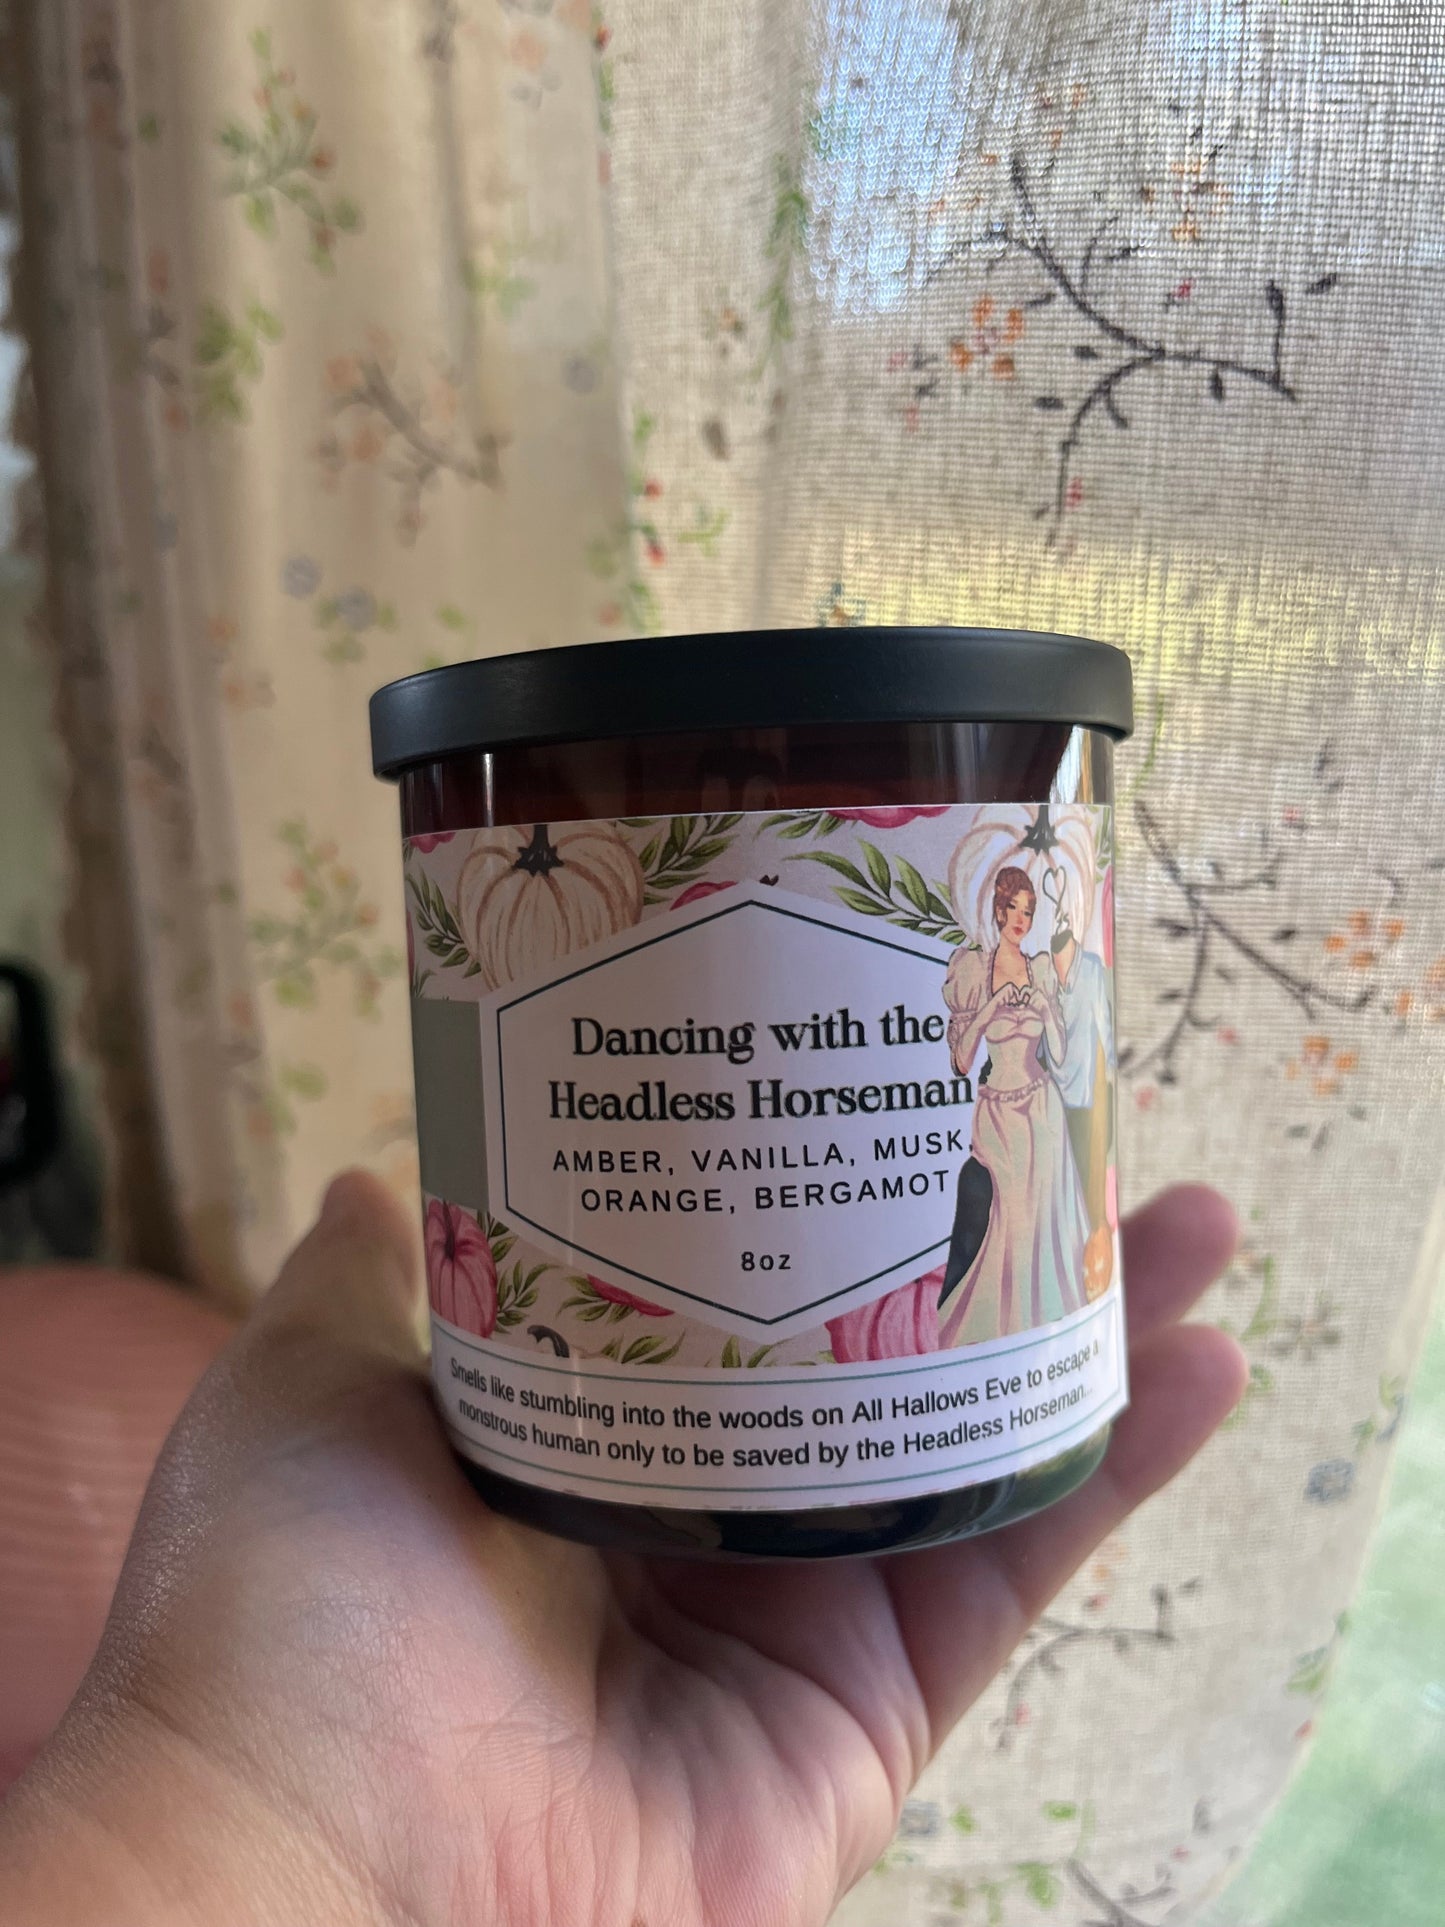 Dancing with the
Headless Horseman
AMBER, VANILLA, MUSK,
ORANGE, BERGAMOT
8oz
Smells like stumbling into the woods on All Hallows Eve to escape a
monstrous human only to be saved by the Headless Horseman...